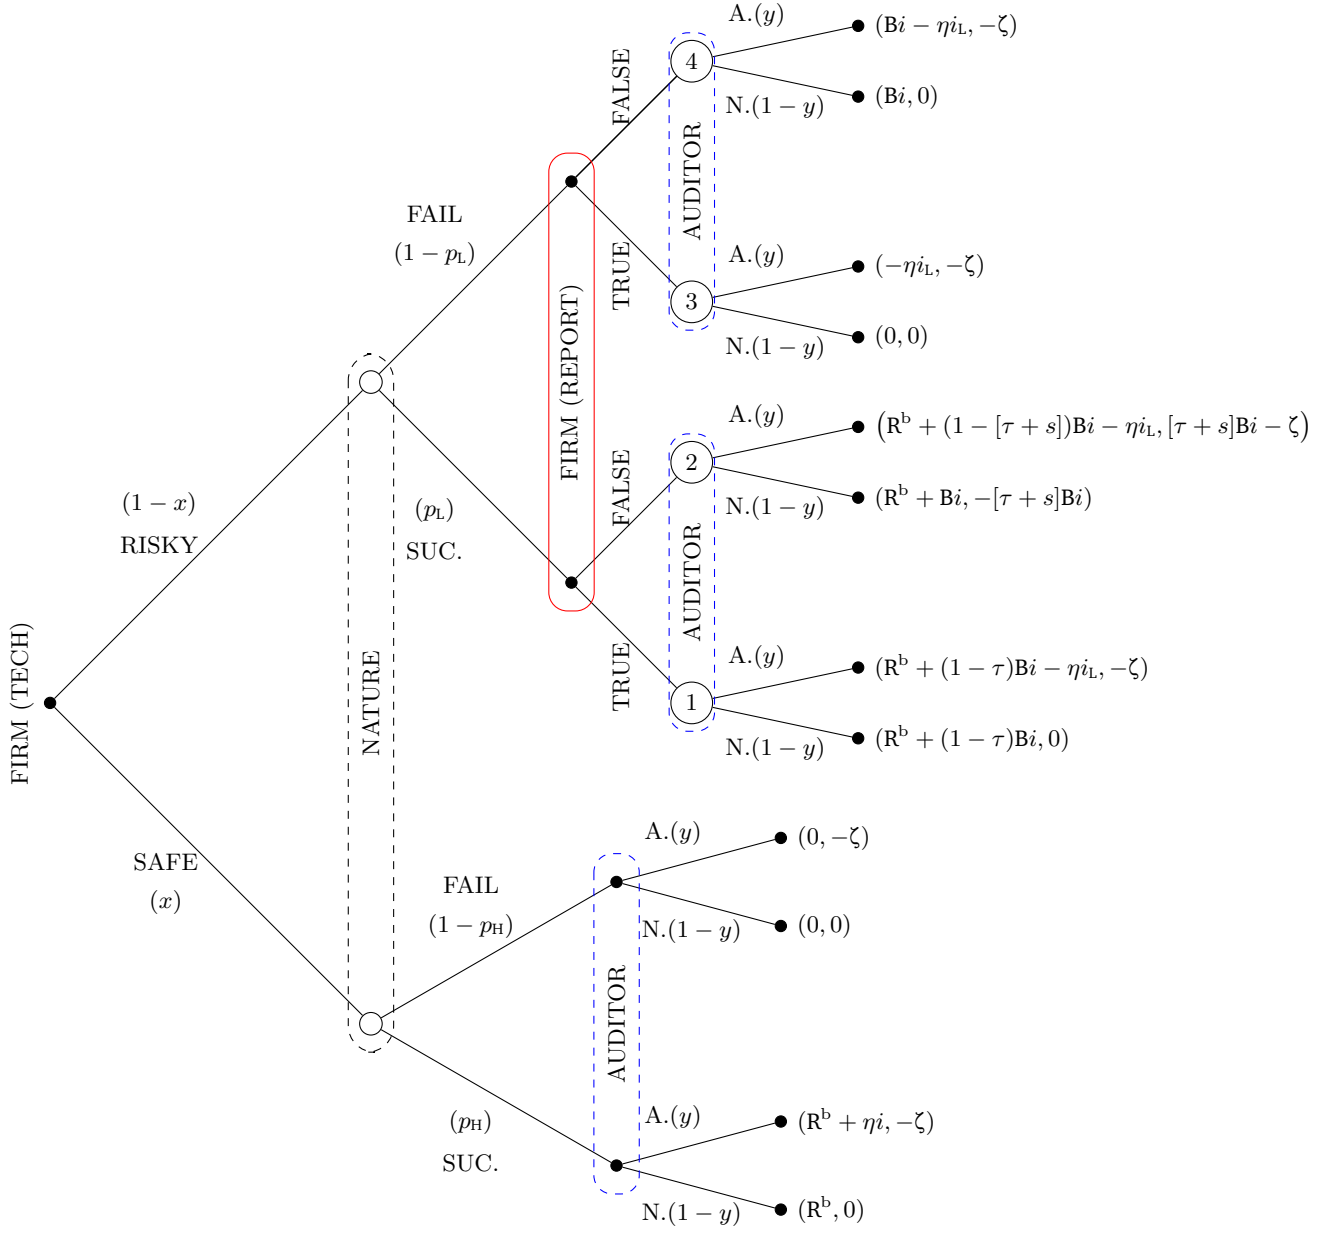 A.(y)
(Bi − ηi_L, −ζ)
4
N.(1 − y)
(Bi, 0)
FALSE
AUDITOR
FAIL
(1 − p_L)
TRUE
A.(y)
(−ηi_L, −ζ)
3
N.(1 − y)
(0, 0)
FIRM (REPORT)
A.(y)
(R^b + (1 − [τ + s])Bi − ηi_L, [τ + s]Bi − ζ)
2
N.(1 − y)
(R^b + Bi, −[τ + s]Bi)
FALSE
(1 − x)
RISKY
(p_L)
SUC.
AUDITOR
TRUE
A.(y)
(R^b + (1 − τ)Bi − ηi_L, −ζ)
1
N.(1 − y)
(R^b + (1 − τ)Bi, 0)
FIRM (TECH)
NATURE
SAFE
(x)
FAIL
(1 − p_H)
A.(y)
(0, −ζ)
N.(1 − y)
(0, 0)
AUDITOR
(p_H)
SUC.
A.(y)
(R^b + ηi, −ζ)
N.(1 − y)
(R^b, 0)